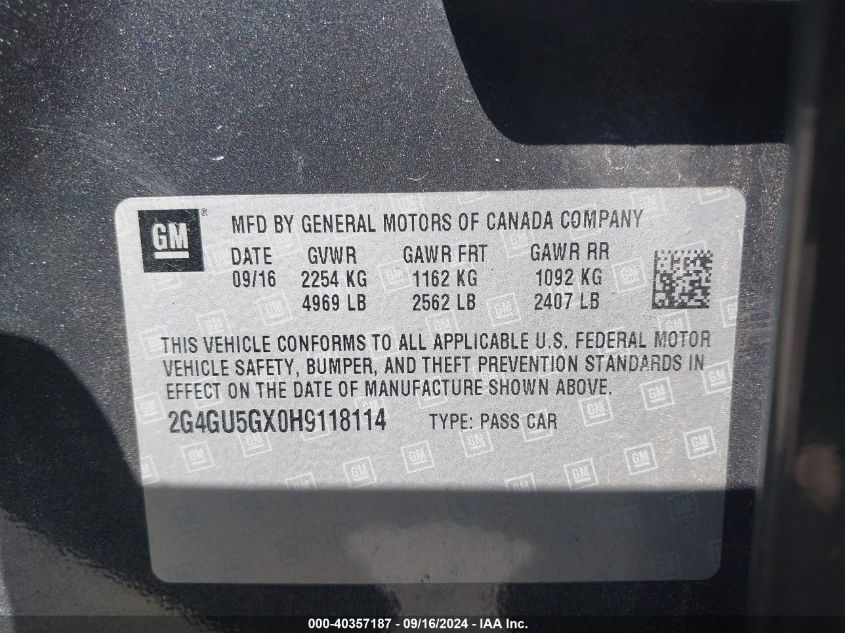 GM ® MFD BY GENERAL MOTORS OF CANADA COMPANY
DATE GVWR GAWR FRT GAWR RR
09/16 2254 KG 1162 KG 1092 KG
4969 LB 2562 LB 2407 LB
THIS VEHICLE CONFORMS TO ALL APPLICABLE U.S. FEDERAL MOTOR
VEHICLE SAFETY, BUMPER, AND THEFT PREVENTION STANDARDS IN
EFFECT ON THE DATE OF MANUFACTURE SHOWN ABOVE.
2G4GU5GX0H9118114 TYPE: PASS CAR
000-40357187 - 09/16/2024 - IAA Inc.